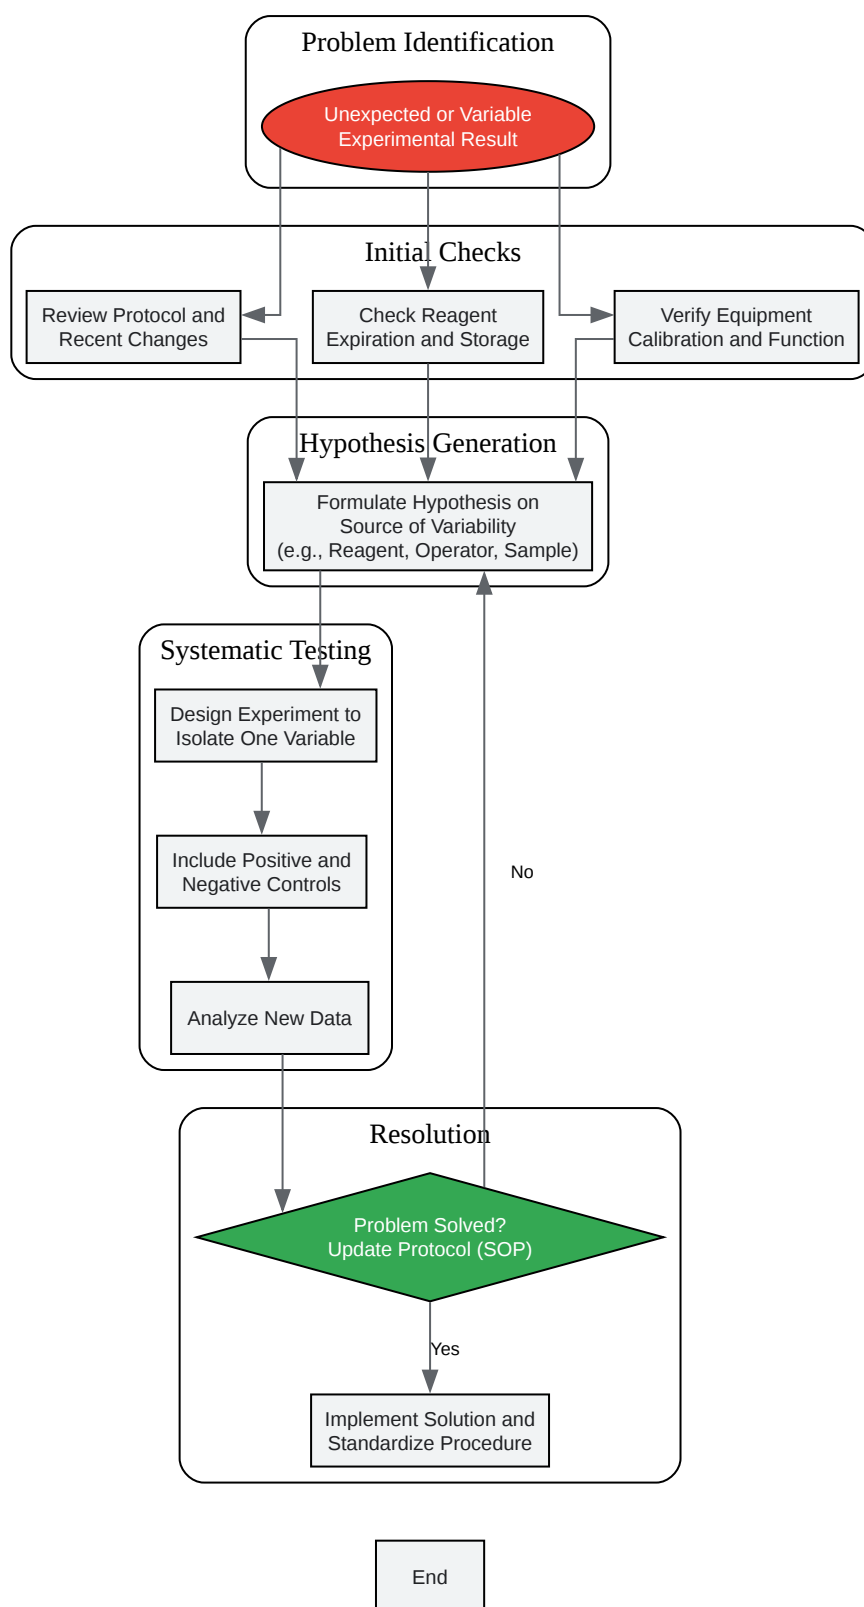 Problem Identification
Unexpected or Variable
Experimental Result
Initial Checks
Review Protocol and
Recent Changes
Check Reagent
Expiration and Storage
Verify Equipment
Calibration and Function
Hypothesis Generation
Formulate Hypothesis on
Source of Variability
(e.g., Reagent, Operator, Sample)
Systematic Testing
Design Experiment to
Isolate One Variable
Include Positive and
Negative Controls
No
Analyze New Data
Resolution
Problem Solved?
Update Protocol (SOP)
Yes
Implement Solution and
Standardize Procedure
End